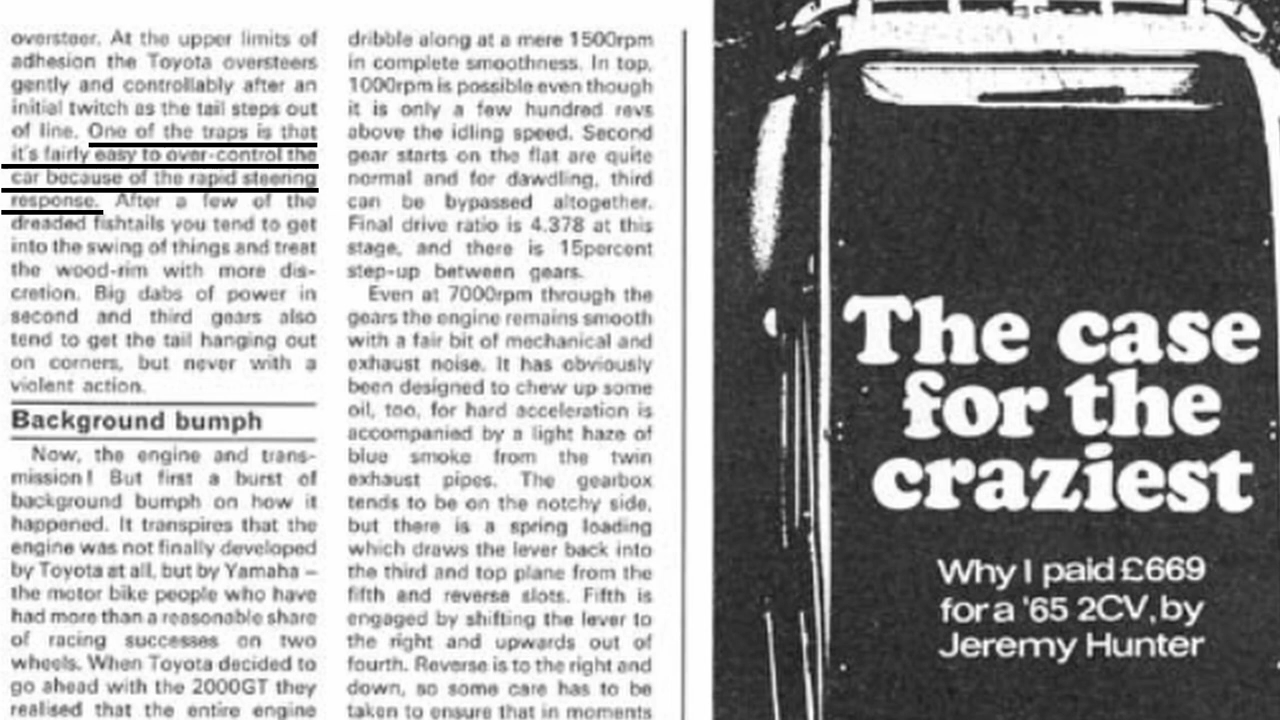 oversteer. At the upper limits of
adhesion the Toyota oversteers
gently and controllably after an
initial twitch as the tail steps out
of line. One of the traps is that
it's fairly easy to over-control the
car because of the rapid steering
response. After a few of the
dreaded fishtails you tend to get
into the swing of things and treat
the wood-rim with more dis-
cretion. Big dabs of power in
second and third gears also
tend to get the tail hanging out
on corners, but never with a
violent action.
Background bumph
Now, the engine and trans-
mission! But first a burst of
background bumph on how it
happened. It transpires that the
engine was not finally developed
by Toyota at all, but by Yamaha –
the motor bike people who have
had more than a reasonable share
of racing successes on two
wheels. When Toyota decided to
go ahead with the 2000GT they
realised that the entire engine
dribble along at a mere 1500rpm
in complete smoothness. In top,
1000rpm is possible even though
it is only a few hundred revs
above the idling speed. Second
gear starts on the flat are quite
normal and for dawdling, third
can be bypassed altogether.
Final drive ratio is 4.378 at this
stage, and there is 15percent
step-up between gears.
Even at 7000rpm through the
gears the engine remains smooth
with a fair bit of mechanical and
exhaust noise. It has obviously
been designed to chew up some
oil, too, for hard acceleration is
accompanied by a light haze of
blue smoke from the twin
exhaust pipes. The gearbox
tends to be on the notchy side,
but there is a spring loading
which draws the lever back into
the third and top plane from the
fifth and reverse slots. Fifth is
engaged by shifting the lever to
the right and upwards out of
fourth. Reverse is to the right and
down, so some care has to be
taken to ensure that in moments
The case
for the
craziest
Why I paid £669
for a '65 2CV, by
Jeremy Hunter